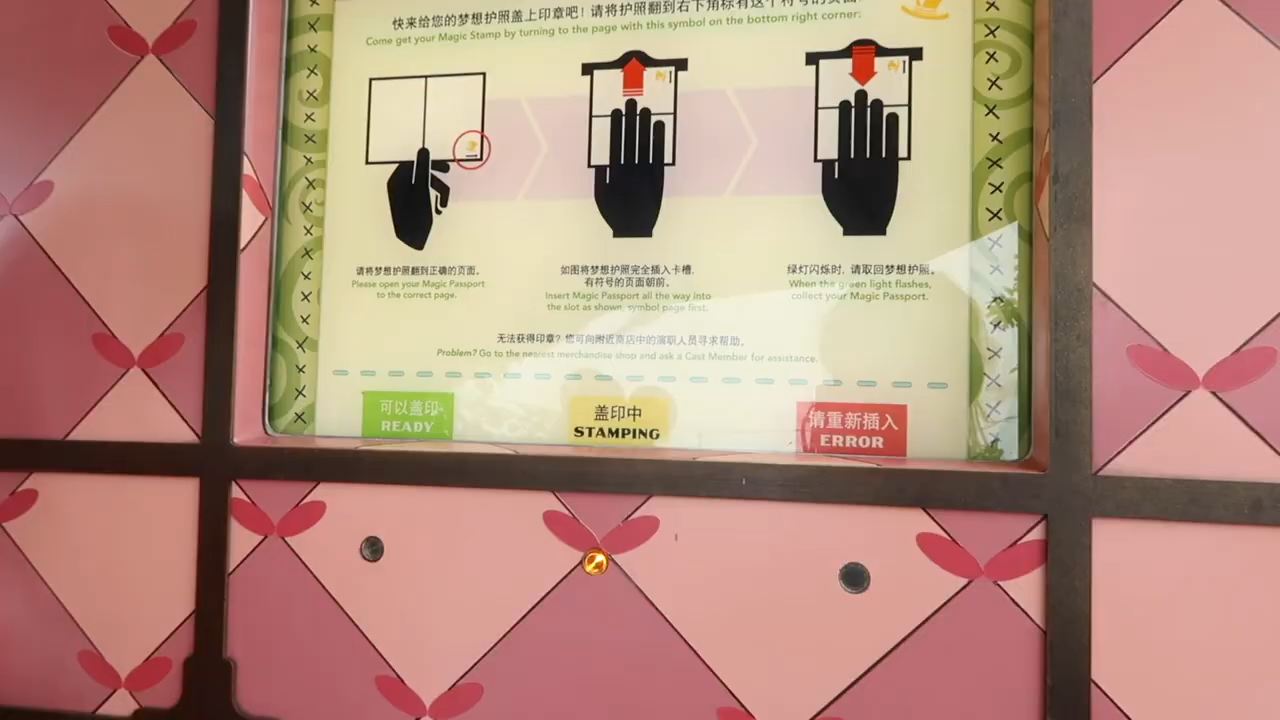 快来给您的梦想护照盖上印章吧！请将护照翻到右下角标有这个符号的页面：
Come get your Magic Stamp by turning to the page with this symbol on the bottom right corner:
请将梦想护照翻到正确的页面。
Please open your Magic Passport
to the correct page.
如图将梦想护照完全插入卡槽，
有符号的页面朝前。
Insert Magic Passport all the way into
the slot as shown, symbol page first.
绿灯闪烁时，请取回梦想护照。
When the green light flashes,
collect your Magic Passport.
无法获得印章？您可向附近商店中的演职人员寻求帮助。
Problem? Go to the nearest merchandise shop and ask a Cast Member for assistance.
可以盖印
READY
盖印中
STAMPING
请重新插入
ERROR